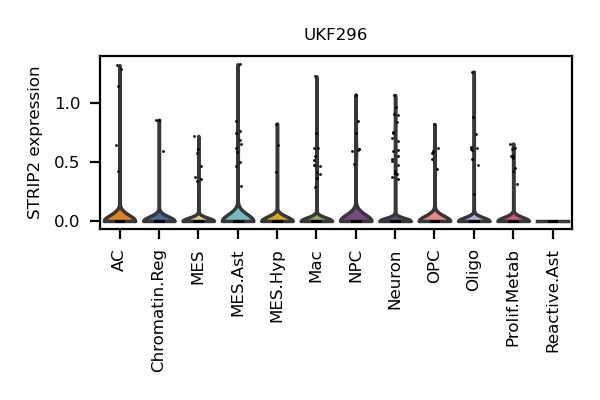 UKF296
STRIP2 expression
1.0
0.5
0.0
AC
Chromatin.Reg
MES
MES.Ast
MES.Hyp
Mac
NPC
Neuron
OPC
Oligo
Prolif.Metab
Reactive.Ast